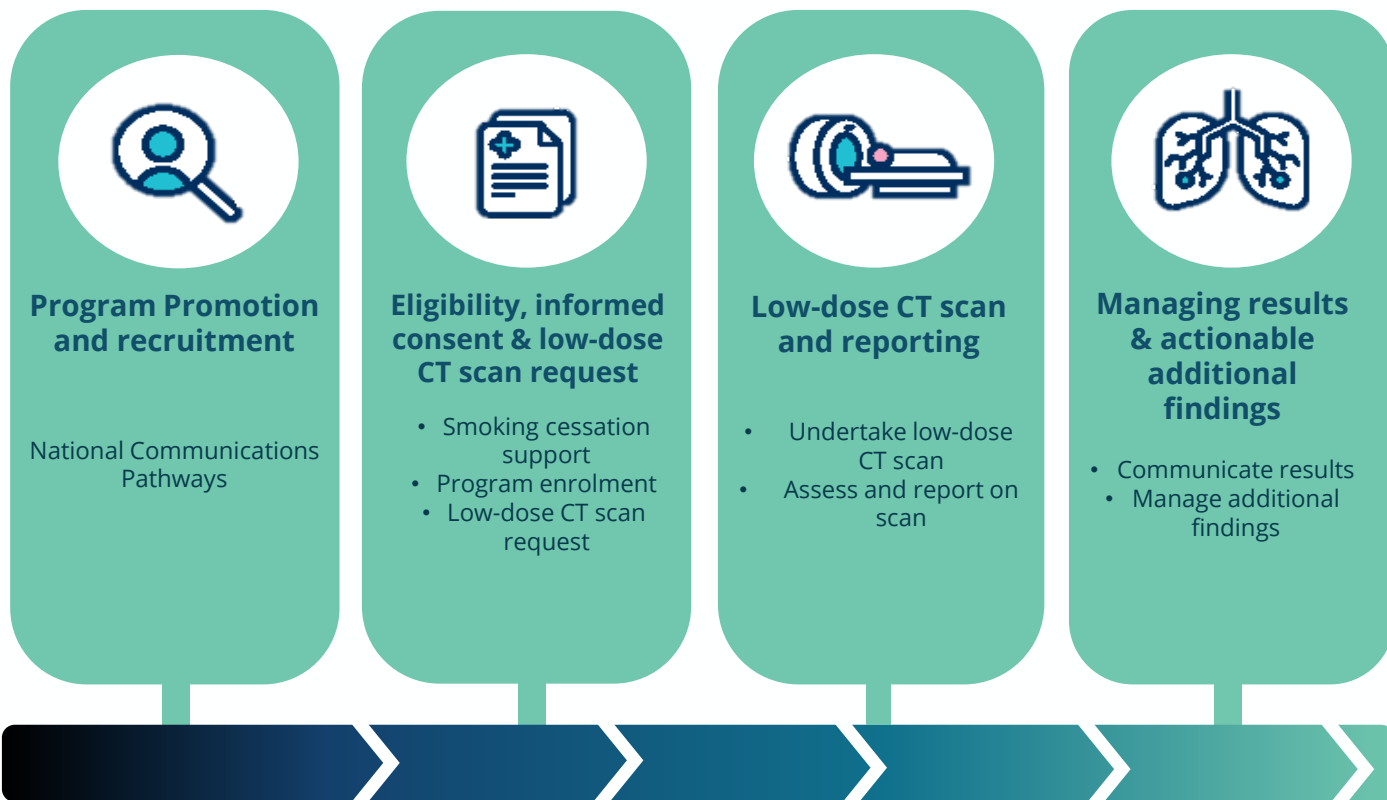 Program Promotion
and recruitment
National Communications
Pathways
Eligibility, informed
consent & low-dose
CT scan request
• Smoking cessation
support
• Program enrolment
• Low-dose CT scan
request
Low-dose CT scan
and reporting
• Undertake low-dose
CT scan
• Assess and report on
scan
Managing results
& actionable
additional
findings
• Communicate results
• Manage additional
findings